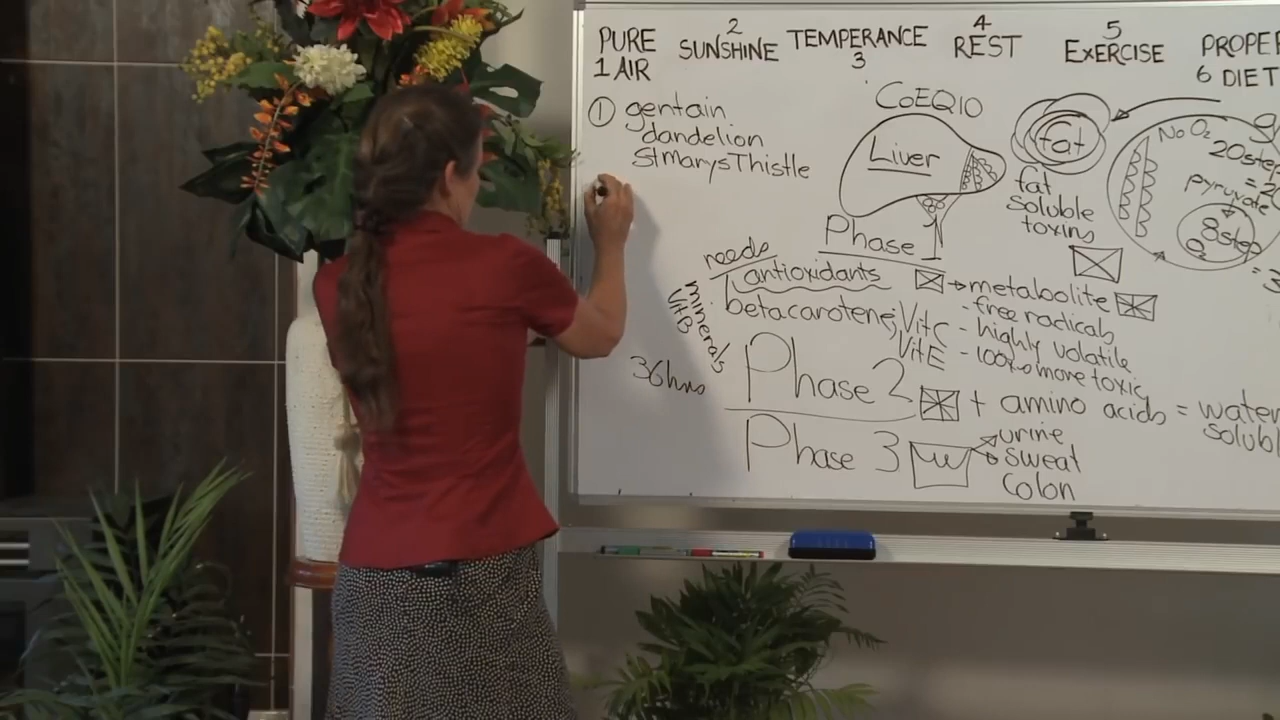 PURE
1 AIR
2
SUNSHINE
TEMPERANCE
3
4
REST
5
EXERCISE
PROPER
6 DIET
① gentain
dandelion
StMarysThistle
CoEQ10
Liver
fat
fat
soluble
toxins
No O2
20step
pyruvate
8step
O2
Phase 1
needs
antioxidants
→metabolite
betacarotene, VitC
VitE
- free radicals
- highly volatile
- 100x more toxic
minerals
VitB
36hrs
Phase 2
+ amino acids = water
soluble
Phase 3
urine
sweat
Colon